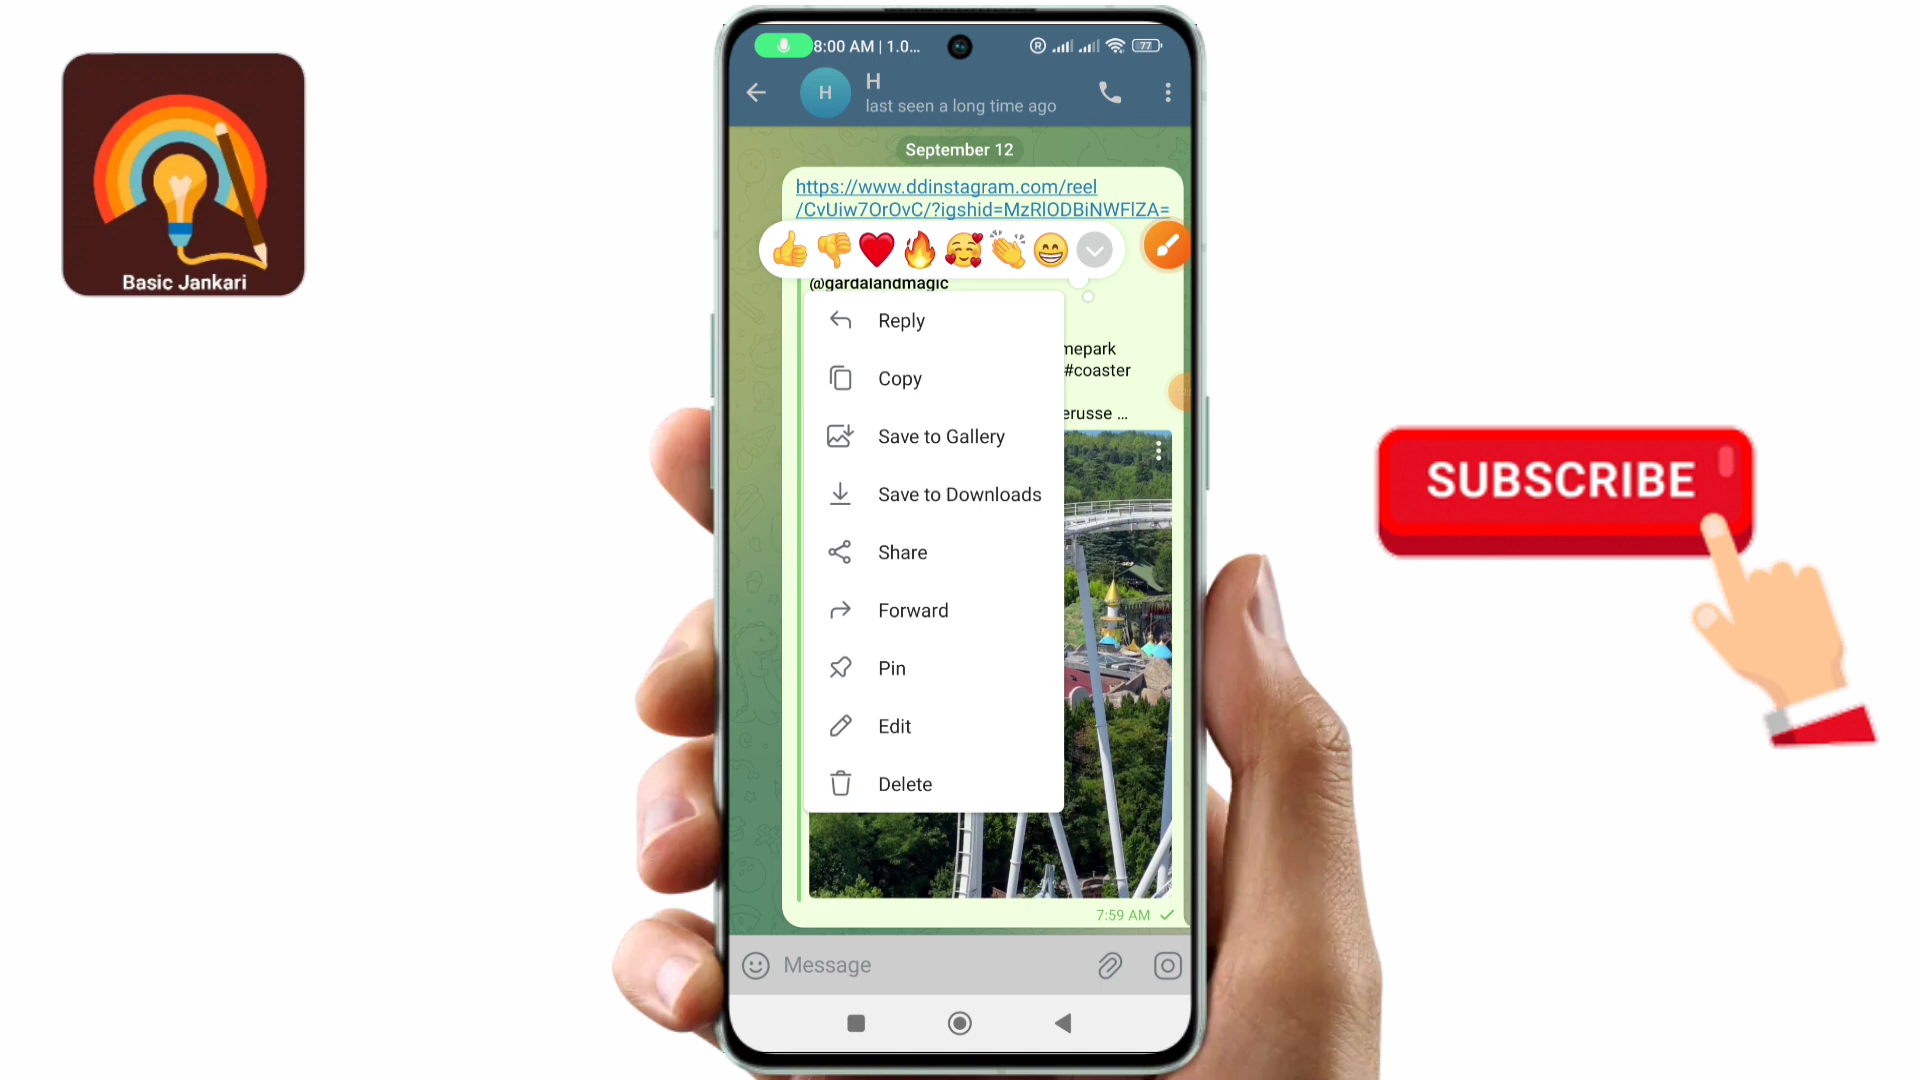 Basic Jankari
8:00 AM | 1.0...
77
H
H
last seen a long time ago
September 12
https://www.ddinstagram.com/reel
/CvUiw7OrOvC/?igshid=MzRlODBiNWFlZA=
@gardalandmagic
Reply
Copy
Save to Gallery
Save to Downloads
Share
Forward
Pin
Edit
Delete
mepark
#coaster
erusse ...
7:59 AM
Message
SUBSCRIBE